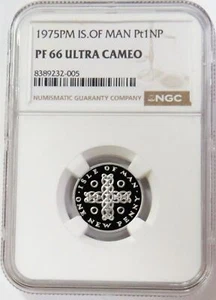 1975PM IS.OF MAN Pt1NP
PF 66 ULTRA CAMEO
8389232-005
NUMISMATIC GUARANTY COMPANY
NGC
ISLE OF MAN
ONE NEW PENNY